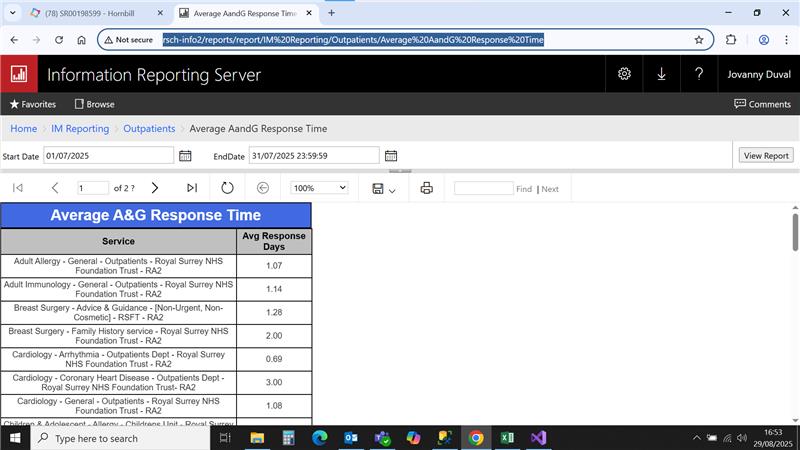 (78) SR00198599 - Hornbill
Average AandG Response Time
Not secure
rsch-info2/reports/report/IM%20Reporting/Outpatients/Average%20AandG%20Response%20Time
Information Reporting Server
Jovanny Duval
Favorites
Browse
Comments
Home > IM Reporting > Outpatients > Average AandG Response Time
Start Date 01/07/2025
EndDate 31/07/2025 23:59:59
View Report
1 of 2 ?
100%
Find | Next
Average A&G Response Time
Service
Avg Response
Days
Adult Allergy - General - Outpatients - Royal Surrey NHS
Foundation Trust - RA2
1.07
Adult Immunology - General - Outpatients - Royal Surrey NHS
Foundation Trust - RA2
1.14
Breast Surgery - Advice & Guidance - [Non-Urgent, Non-
Cosmetic] - RSFT - RA2
1.28
Breast Surgery - Family History service - Royal Surrey NHS
Foundation Trust - RA2
2.00
Cardiology - Arrhythmia - Outpatients Dept - Royal Surrey
NHS Foundation Trust - RA2
0.69
Cardiology - Coronary Heart Disease - Outpatients Dept -
Royal Surrey NHS Foundation Trust- RA2
3.00
Cardiology - General - Outpatients - Royal Surrey NHS
Foundation Trust - RA2
1.08
Children & Adolescent - Allergy - Childrens Unit - Royal Surrey
Type here to search
16:53
29/08/2025